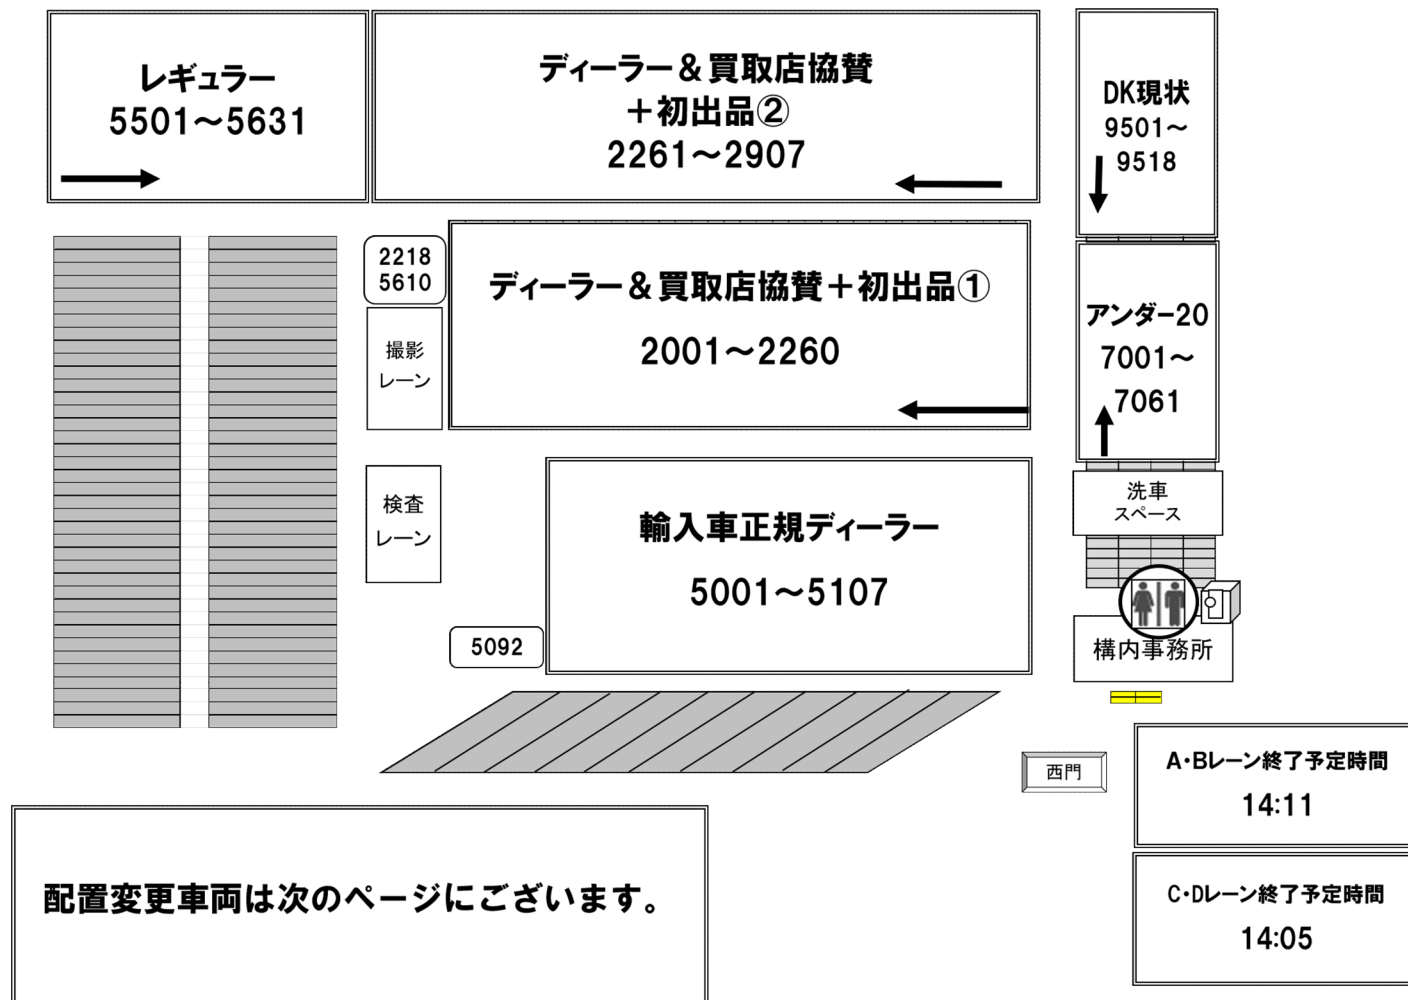 レギュラー
5501～5631
ディーラー＆買取店協賛
＋初出品②
2261～2907
DK現状
9501～
9518
2218
5610
ディーラー＆買取店協賛＋初出品①
2001～2260
アンダー20
7001～
7061
撮影
レーン
検査
レーン
輸入車正規ディーラー
5001～5107
5092
洗車
スペース
構内事務所
西門
A・Bレーン終了予定時間
14:11
C・Dレーン終了予定時間
14:05
配置変更車両は次のページにございます。